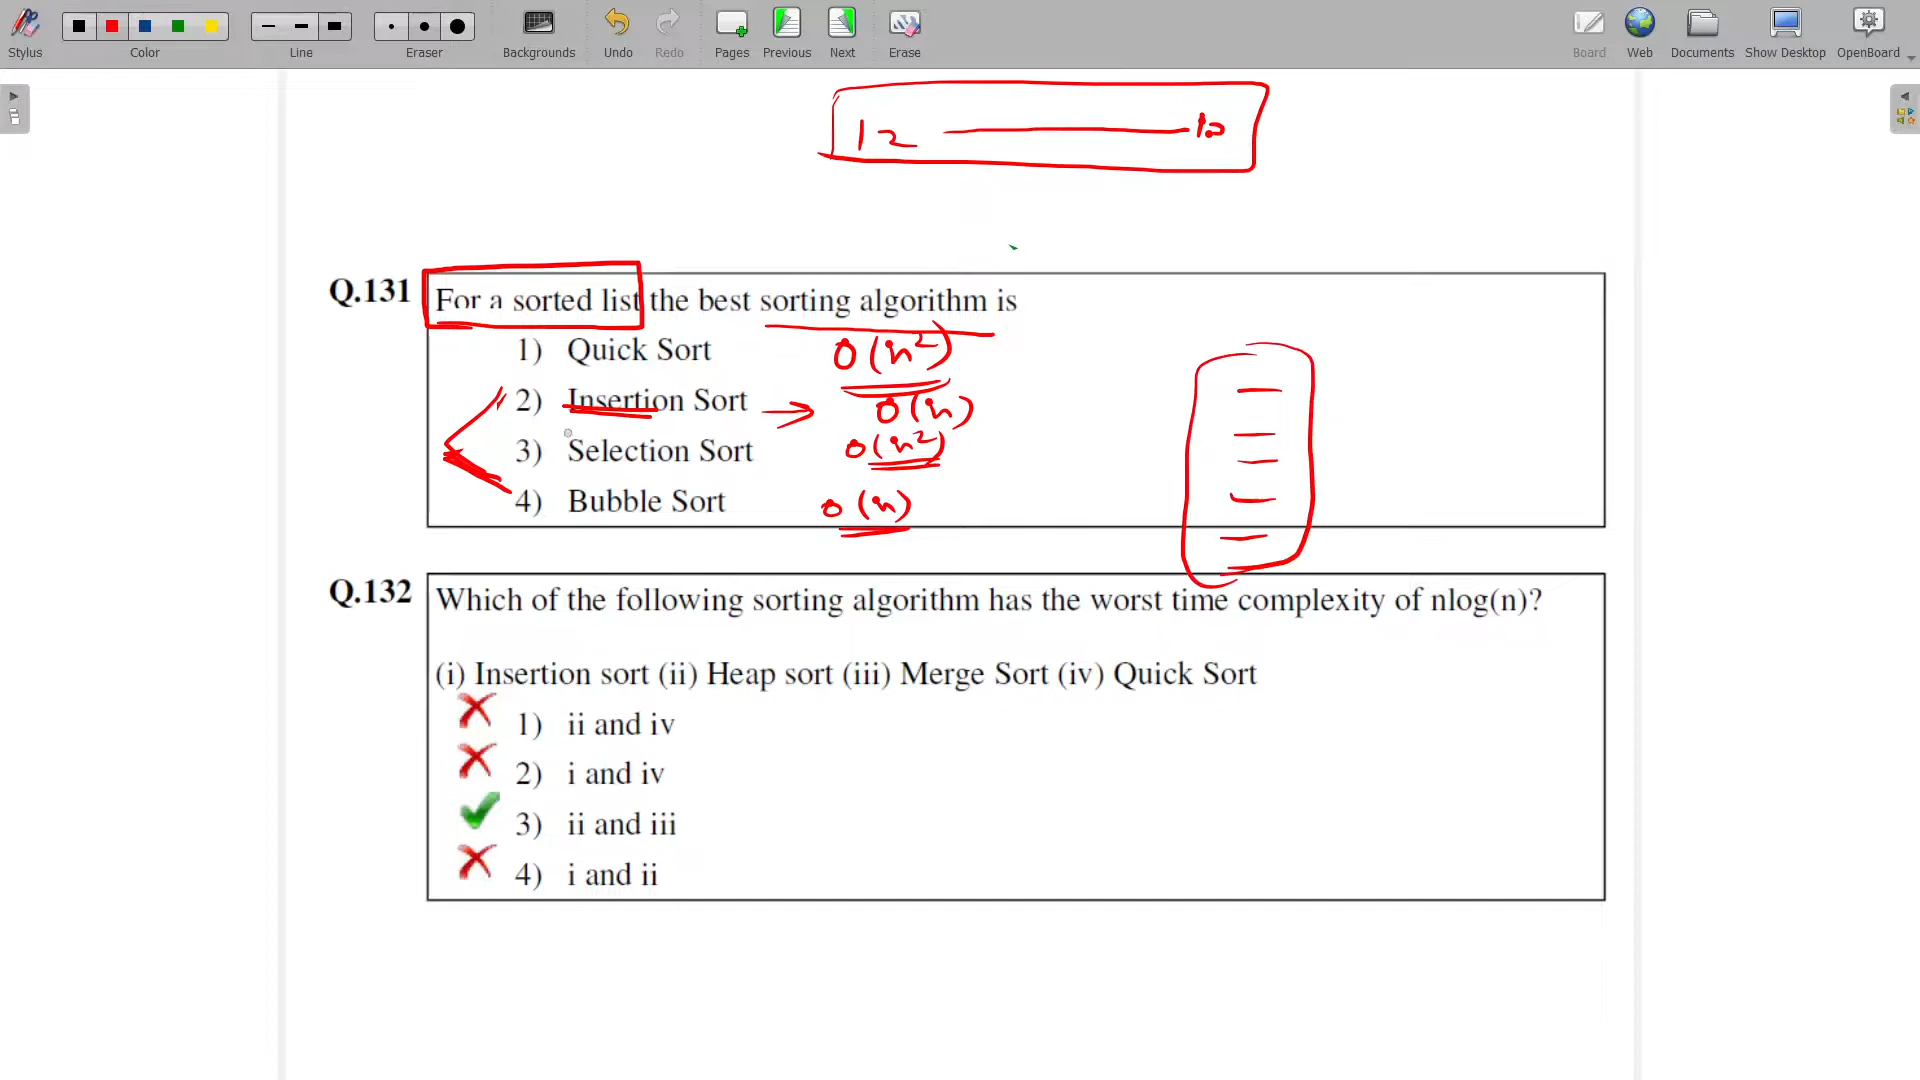 Stylus Color Line Eraser Backgrounds Undo Redo Pages Previous Next Erase Board Web Documents Show Desktop OpenBoard
12 10
Q.131 For a sorted list the best sorting algorithm is
1) Quick Sort O(n²)
2) Insertion Sort → O(n)
3) Selection Sort O(n²)
4) Bubble Sort O(n)
Q.132 Which of the following sorting algorithm has the worst time complexity of nlog(n)?
(i) Insertion sort (ii) Heap sort (iii) Merge Sort (iv) Quick Sort
1) ii and iv
2) i and iv
3) ii and iii
4) i and ii